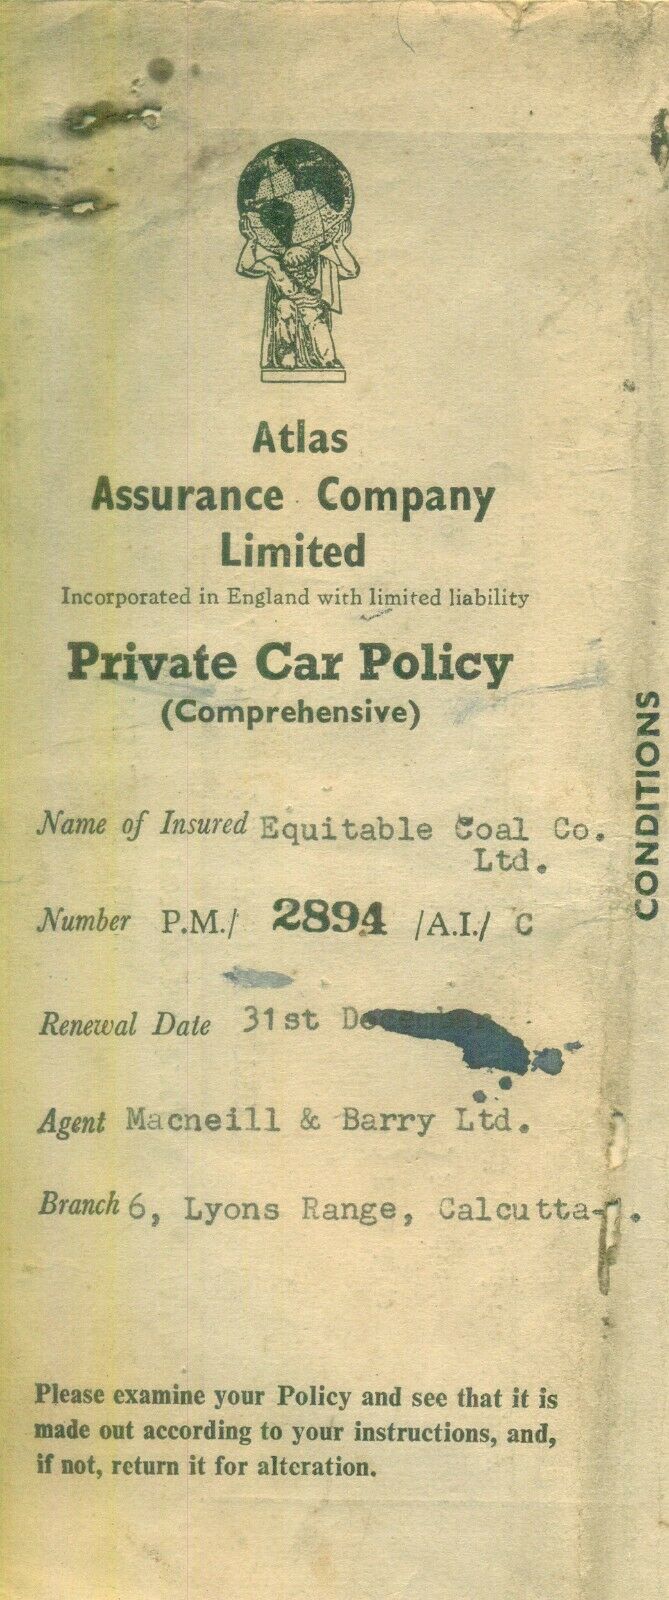 Atlas
Assurance Company
Limited
Incorporated in England with limited liability
Private Car Policy
(Comprehensive)
Name of Insured Equitable Coal Co.
Ltd.
Number P.M./ 2894 /A.I./ C
Renewal Date 31st December
Agent Macneill & Barry Ltd.
Branch 6, Lyons Range, Calcutta-
Please examine your Policy and see that it is
made out according to your instructions, and,
if not, return it for alteration.
CONDITIONS